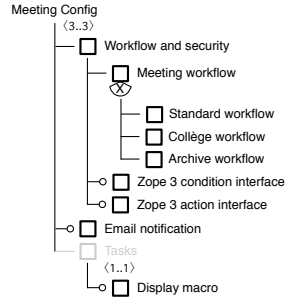 Meeting Config
〈3..3〉
Workflow and security
Meeting workflow
X
Standard workflow
Collège workflow
Archive workflow
Zope 3 condition interface
Zope 3 action interface
Email notification
Tasks
〈1..1〉
Display macro